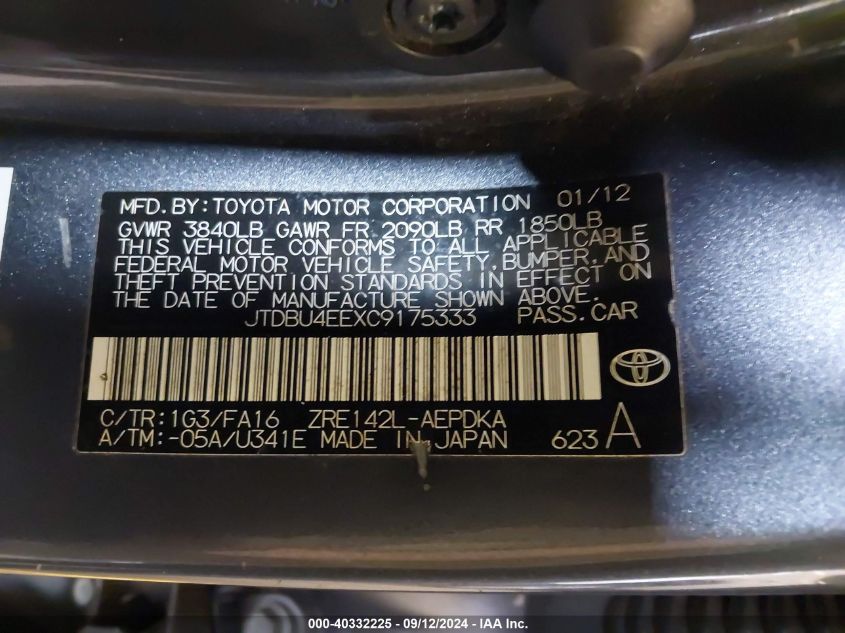 MFD.BY:TOYOTA MOTOR CORPORATION 01/12
GVWR 3840LB GAWR FR 2090LB RR 1850LB
THIS VEHICLE CONFORMS TO ALL APPLICABLE
FEDERAL MOTOR VEHICLE SAFETY,BUMPER,AND
THEFT PREVENTION STANDARDS IN EFFECT ON
THE DATE OF MANUFACTURE SHOWN ABOVE.
JTDBU4EEXC9175333 PASS.CAR
C/TR:1G3/FA16 ZRE142L-AEPDKA
A/TM:-05A/U341E MADE IN JAPAN 623 A
000-40332225 - 09/12/2024 - IAA Inc.